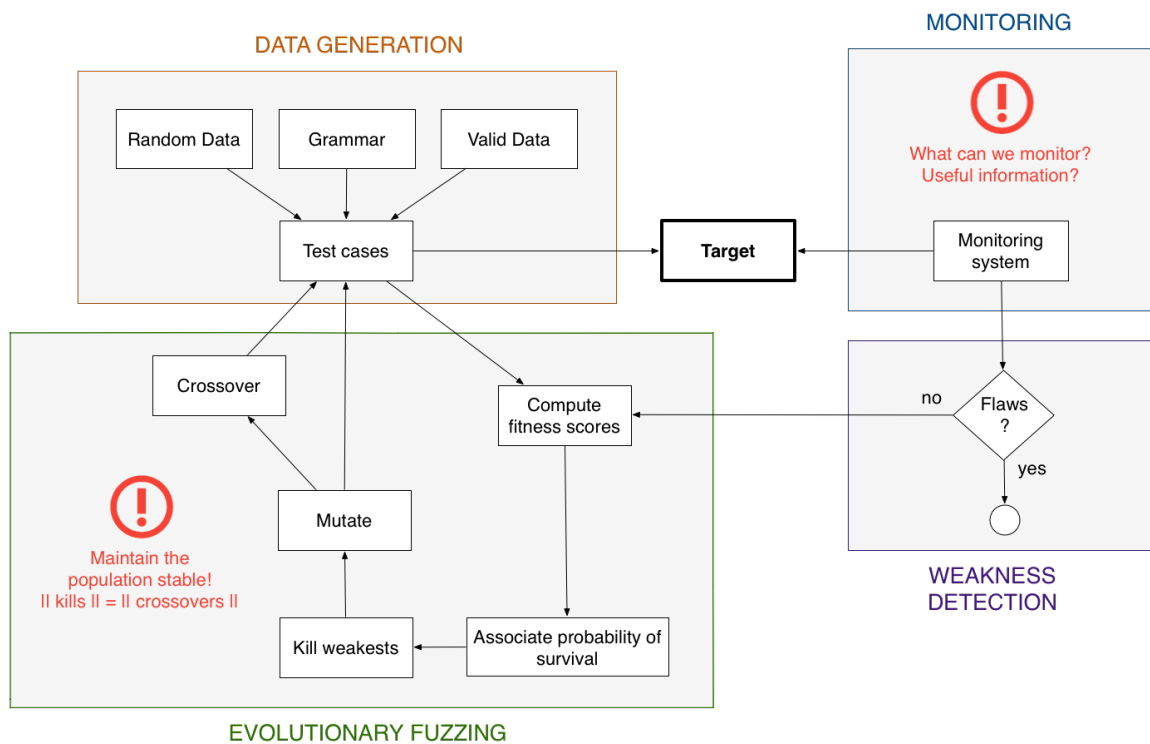 MONITORING
DATA GENERATION
Random Data
Grammar
Valid Data
What can we monitor?
Useful information?
Test cases
Target
Monitoring
system
Crossover
Compute
fitness scores
no
Flaws
?
yes
Mutate
Maintain the
population stable!
|| kills || = || crossovers ||
WEAKNESS
DETECTION
Kill weakests
Associate probability of
survival
EVOLUTIONARY FUZZING